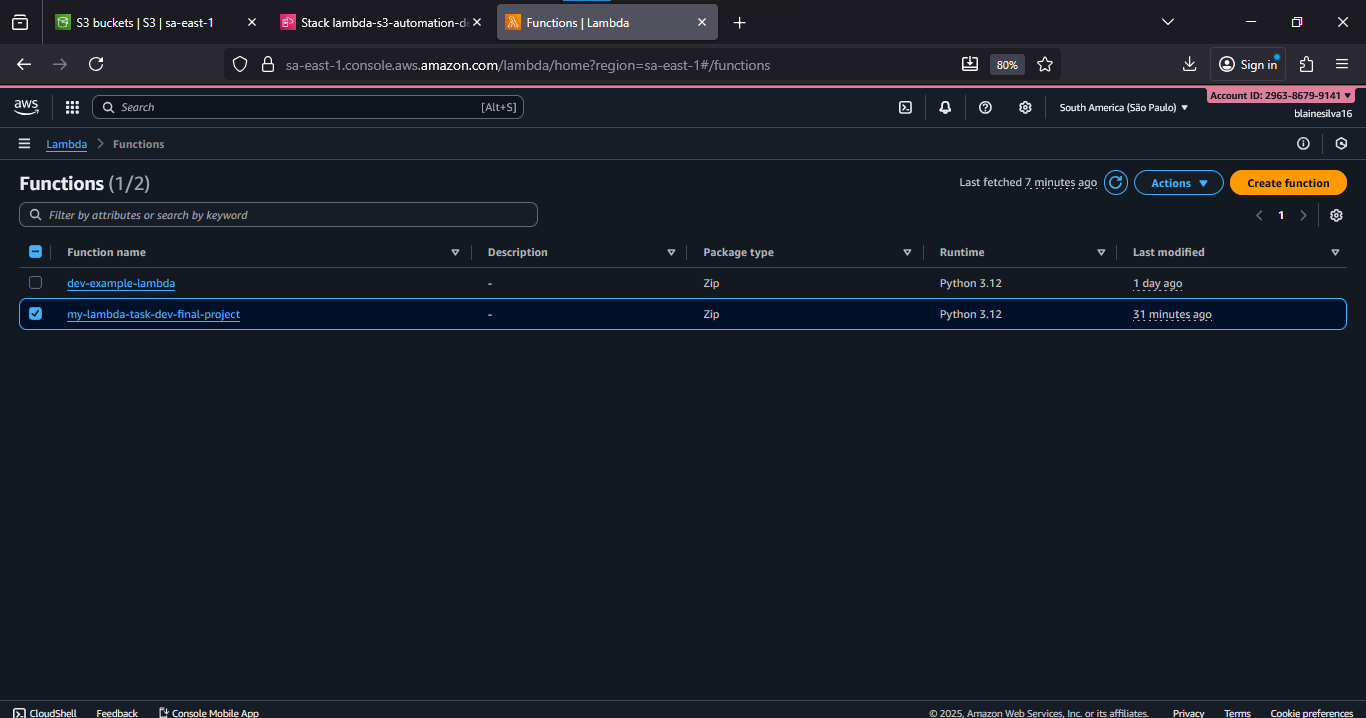 S3 buckets | S3 | sa-east-1
Stack lambda-s3-automation-de
Functions | Lambda
sa-east-1.console.aws.amazon.com/lambda/home?region=sa-east-1#/functions
80%
Sign in
aws
Search
[Alt+S]
South America (São Paulo)
Account ID: 2963-8679-9141
blainesilva16
Lambda
Functions
Functions (1/2)
Last fetched 7 minutes ago
Actions
Create function
Filter by attributes or search by keyword
1
Function name Description Package type Runtime Last modified
dev-example-lambda - Zip Python 3.12 1 day ago
my-lambda-task-dev-final-project - Zip Python 3.12 31 minutes ago
CloudShell Feedback Console Mobile App © 2025, Amazon Web Services, Inc. or its affiliates. Privacy Terms Cookie preferences